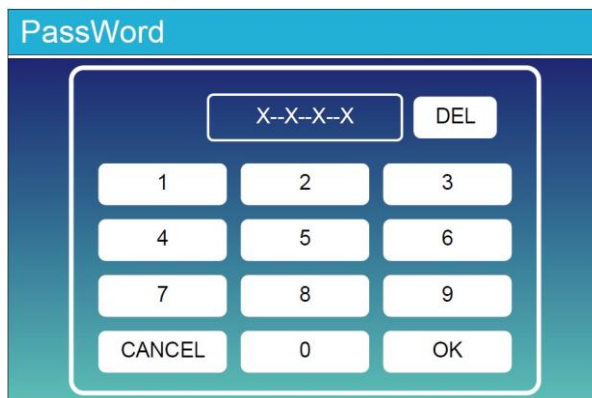 PassWord
X--X--X--X DEL
1 2 3
4 5 6
7 8 9
CANCEL 0 OK